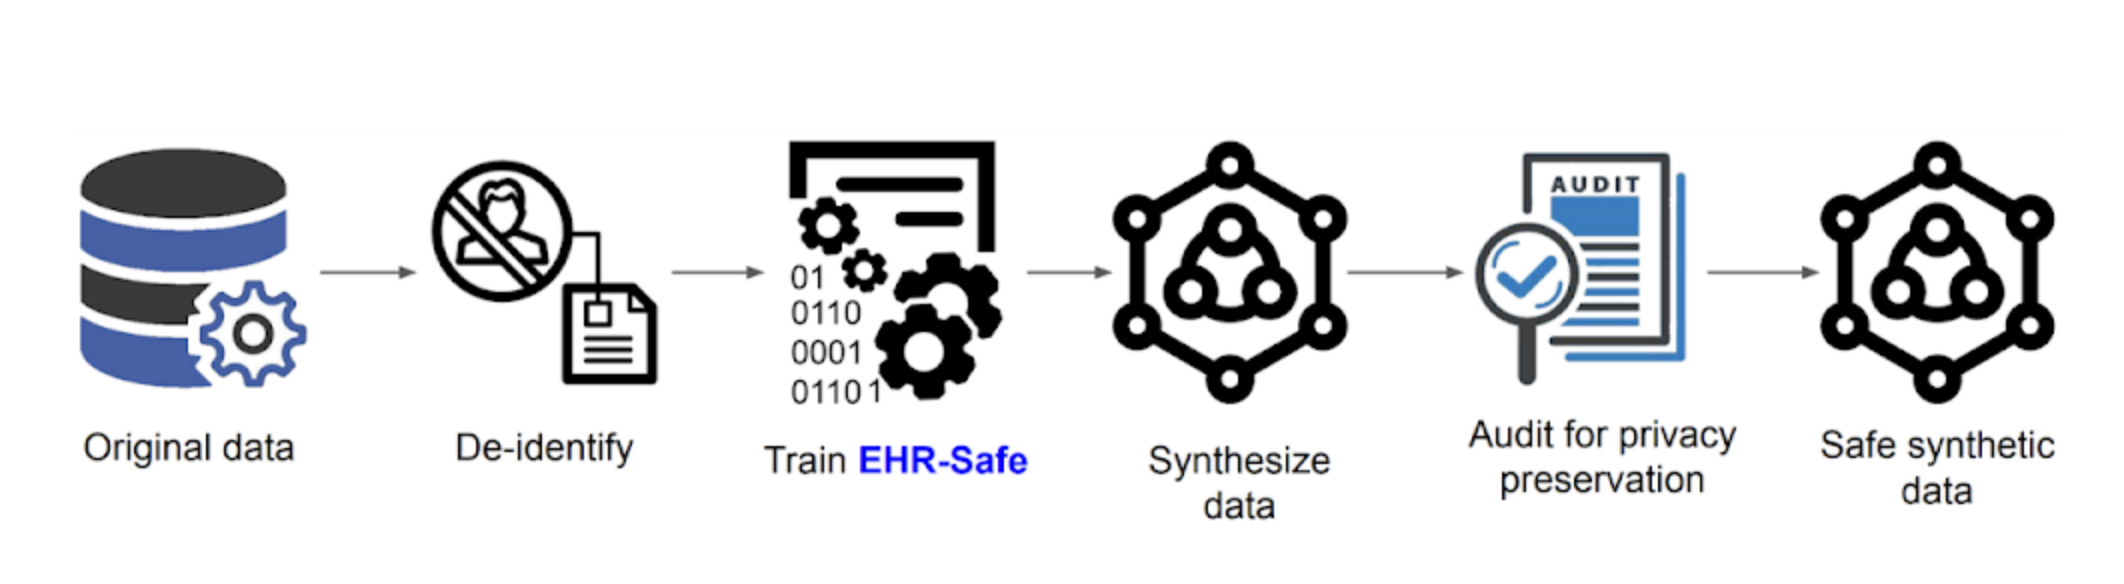 AUDIT
01
0110
0001
01101
Original data
De-identify
Train EHR-Safe
Synthesize
data
Audit for privacy
preservation
Safe synthetic
data